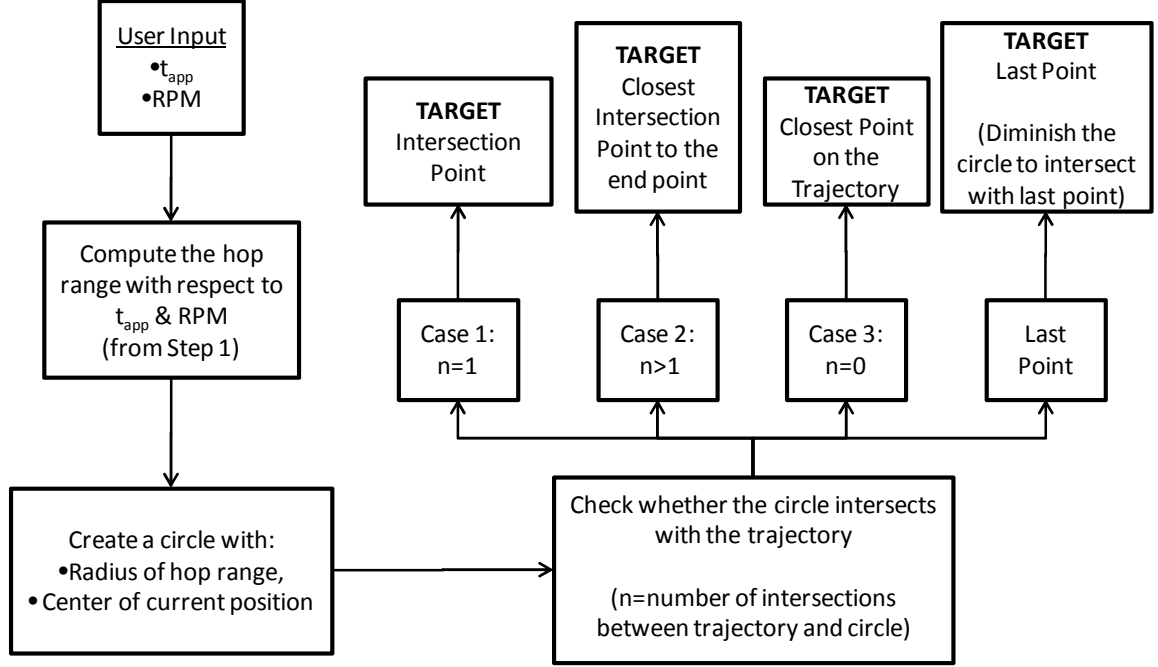 User Input
•tapp
•RPM
Compute the hop
range with respect to
tapp & RPM
(from Step 1)
Create a circle with:
•Radius of hop range,
•Center of current position
Check whether the circle intersects
with the trajectory
(n=number of intersections
between trajectory and circle)
Case 1:
n=1
Case 2:
n>1
Case 3:
n=0
Last
Point
TARGET
Intersection
Point
TARGET
Closest
Intersection
Point to the
end point
TARGET
Closest Point
on the
Trajectory
TARGET
Last Point
(Diminish the
circle to intersect
with last point)